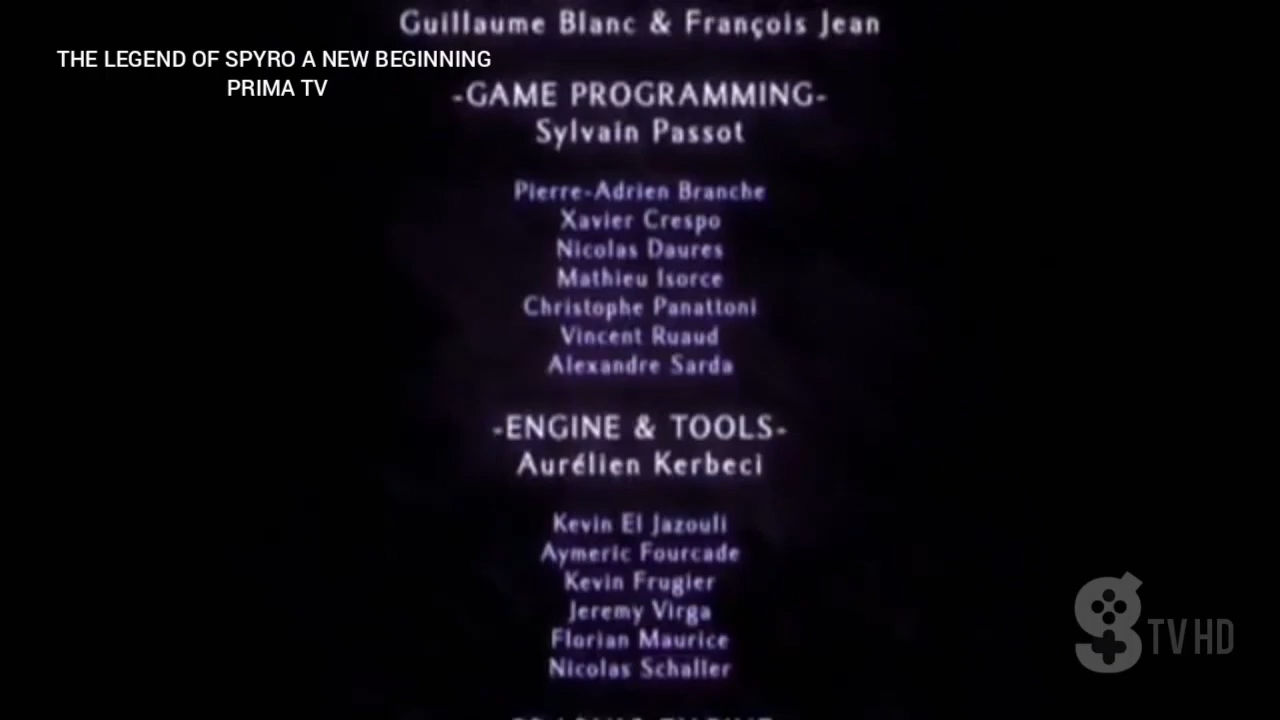 Guillaume Blanc & François Jean
THE LEGEND OF SPYRO A NEW BEGINNING
PRIMA TV
-GAME PROGRAMMING-
Sylvain Passot
Pierre-Adrien Branche
Xavier Crespo
Nicolas Daures
Mathieu Isorce
Christophe Panattoni
Vincent Ruaud
Alexandre Sarda
-ENGINE & TOOLS-
Aurélien Kerbeci
Kevin El Jazouli
Aymeric Fourcade
Kevin Frugier
Jeremy Virga
Florian Maurice
Nicolas Schaller
g TV HD